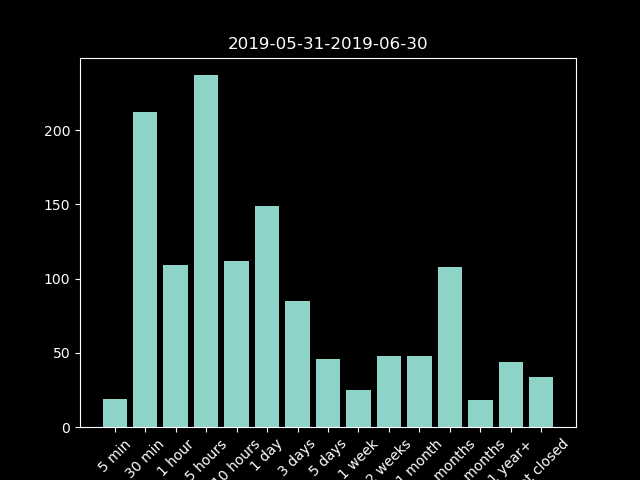 2019-05-31-2019-06-30
200
150
100
50
0
5 min
30 min
1 hour
5 hours
10 hours
1 day
3 days
5 days
1 week
2 weeks
1 month
months
months
1 year+
closed